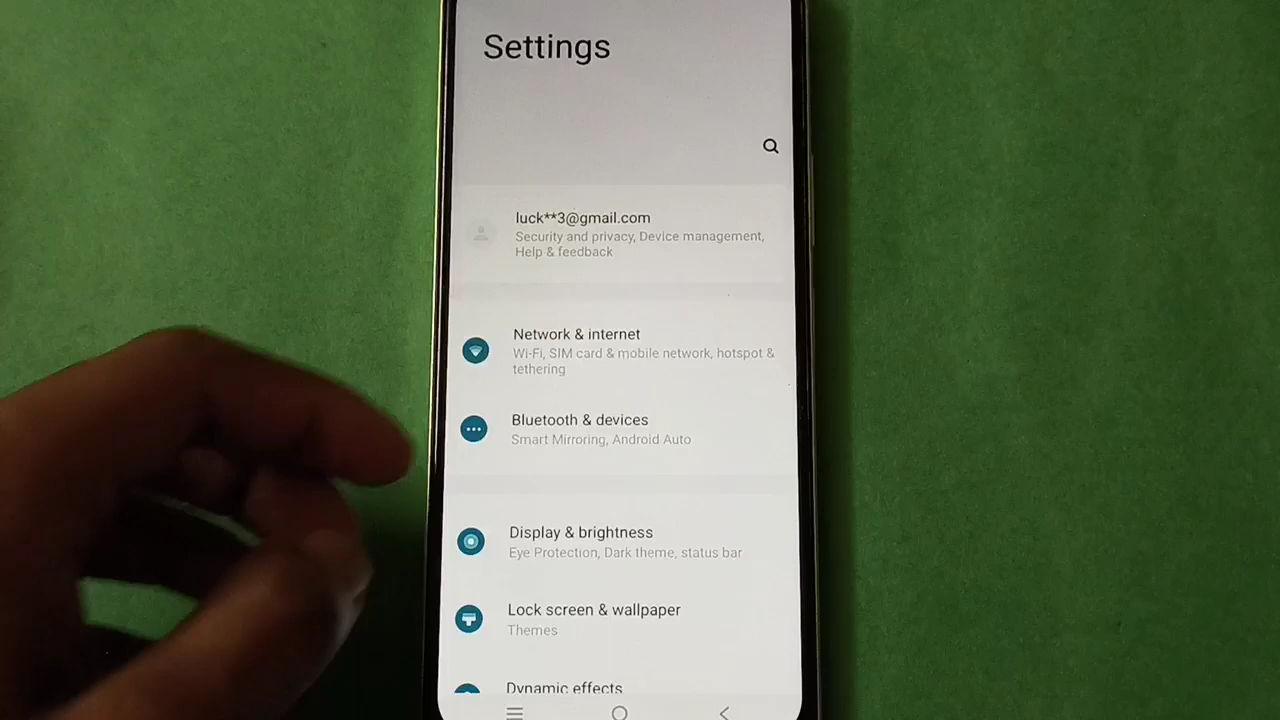 Settings
luck**3@gmail.com
Security and privacy, Device management,
Help & feedback
Network & internet
Wi-Fi, SIM card & mobile network, hotspot &
tethering
Bluetooth & devices
Smart Mirroring, Android Auto
Display & brightness
Eye Protection, Dark theme, status bar
Lock screen & wallpaper
Themes
Dynamic effects